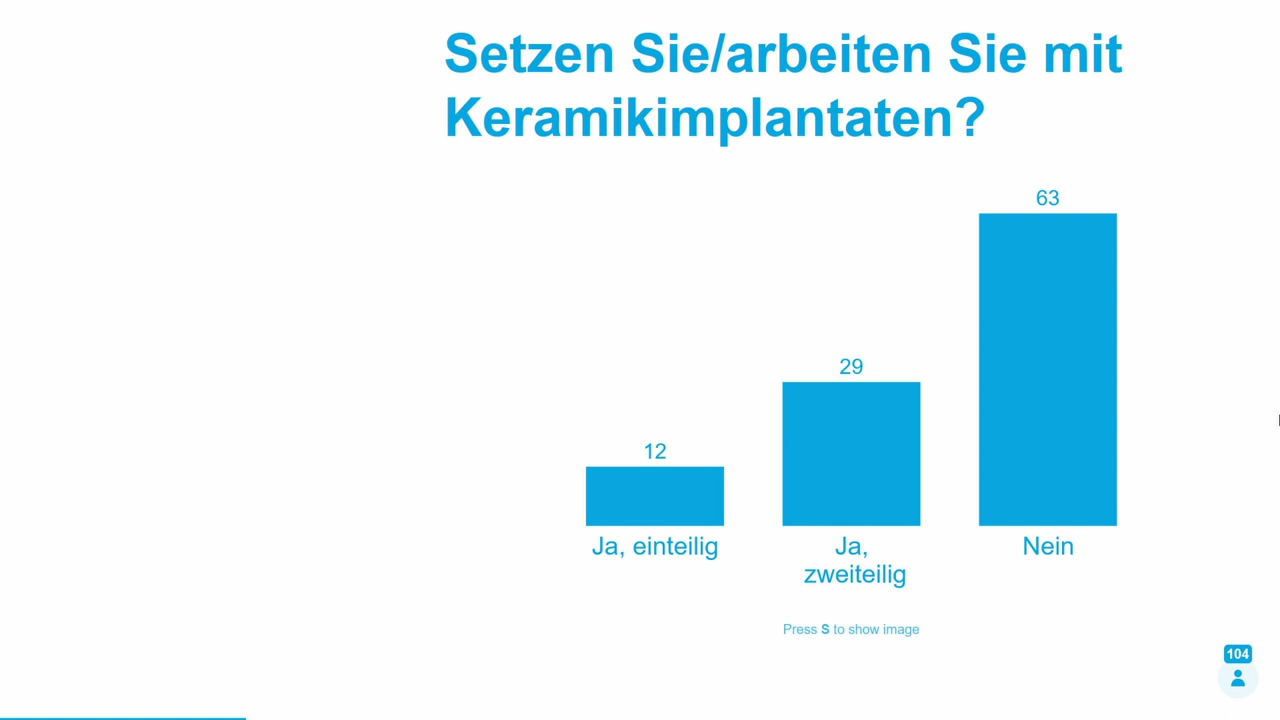 Setzen Sie/arbeiten Sie mit
Keramikimplantaten?
63
29
12
Ja, einteilig
Ja,
zweiteilig
Nein
Press S to show image
104